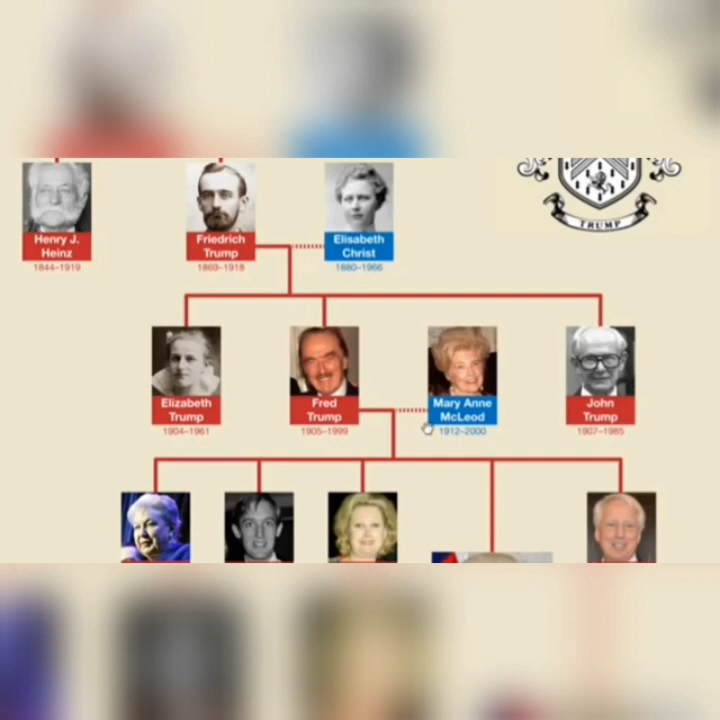 TRUMP
Henry J.
Heinz
1844–1919
Friedrich
Trump
1869–1918
Elisabeth
Christ
1880–1966
Elizabeth
Trump
1904–1961
Fred
Trump
1905–1999
Mary Anne
McLeod
1912–2000
John
Trump
1907–1985